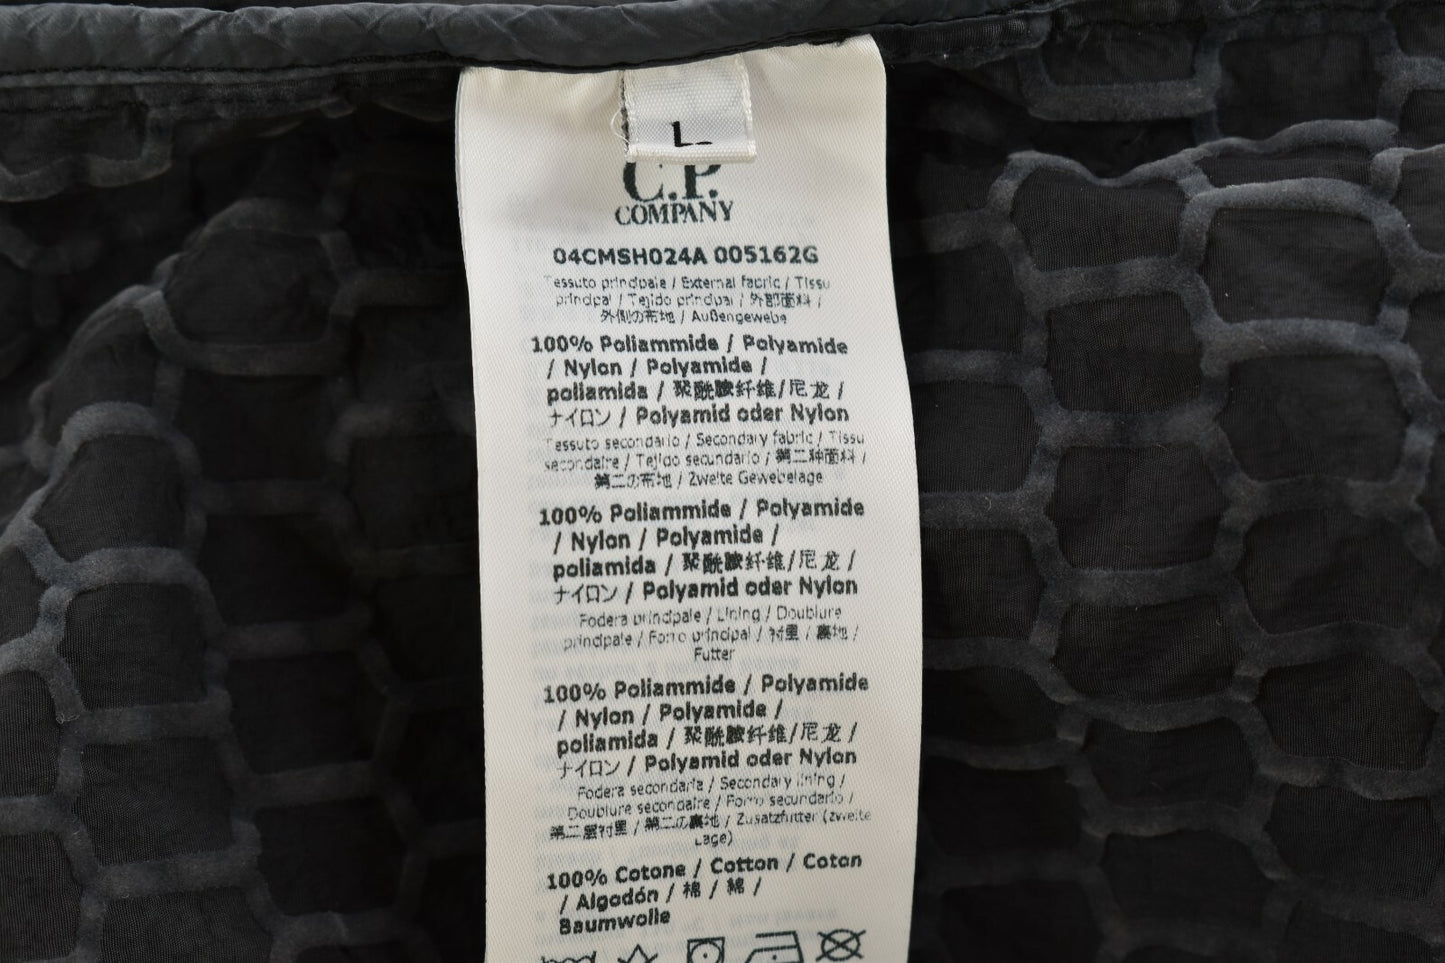 L
C.P.
COMPANY
04CMSH024A 005162G
Tessuto principale / External fabric / Tissu
principal / Tejido principal / 外部面料 /
外側の布地 / Außengewebe
100% Poliammide / Polyamide
/ Nylon / Polyamide /
poliamida / 聚酰胺纤维/尼龙 /
ナイロン / Polyamid oder Nylon
Tessuto secondario / Secondary fabric / Tissu
secondaire / Tejido secundario / 第二种面料 /
第二の布地 / Zweite Gewebelage
100% Poliammide / Polyamide
/ Nylon / Polyamide /
poliamida / 聚酰胺纤维/尼龙 /
ナイロン / Polyamid oder Nylon
Fodera principale / Lining / Doublure
principale / Forro principal / 衬里 / 裏地 /
Futter
100% Poliammide / Polyamide
/ Nylon / Polyamide /
poliamida / 聚酰胺纤维/尼龙 /
ナイロン / Polyamid oder Nylon
Fodera secondaria / Secondary lining /
Doublure secondaire / Forro secundario /
第二层衬里 / 第二の裏地 / Zusatzfutter (zweite
Lage)
100% Cotone / Cotton / Coton
/ Algodón / 棉 / 綿 /
Baumwolle